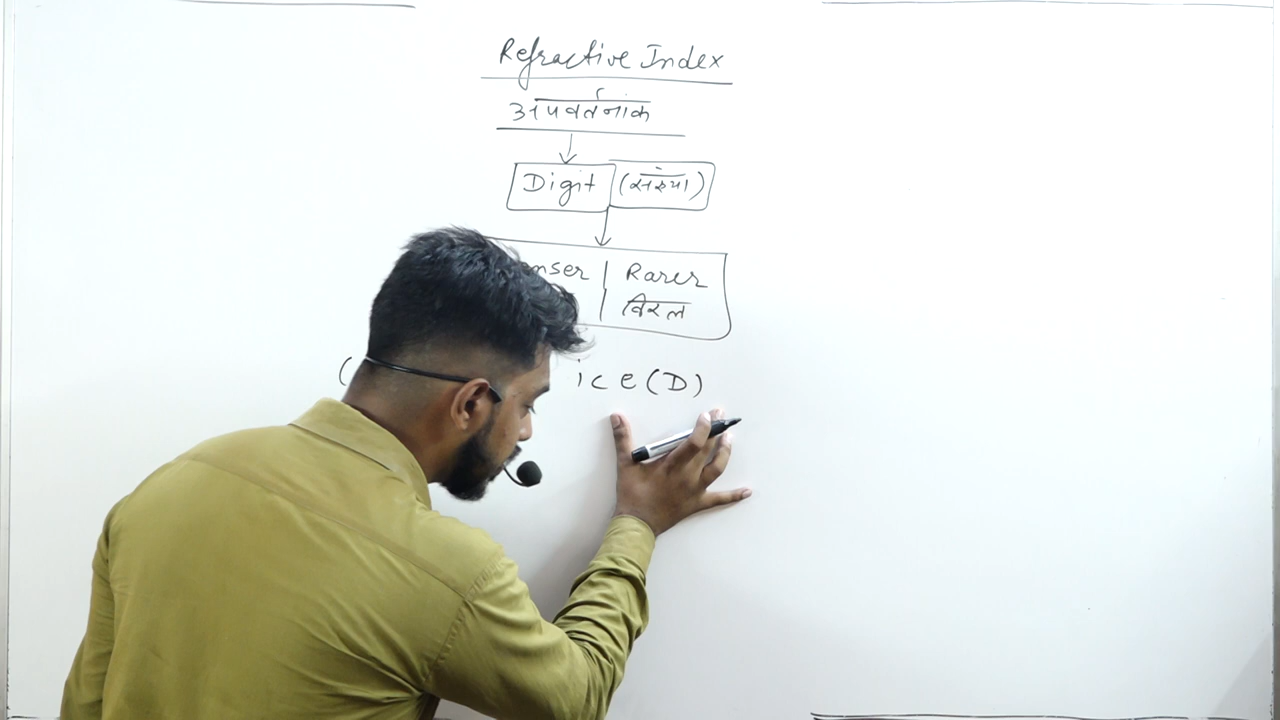 Refractive Index
अपवर्तनांक
Digit (संख्या)
Rarer
विरल
ice (D)